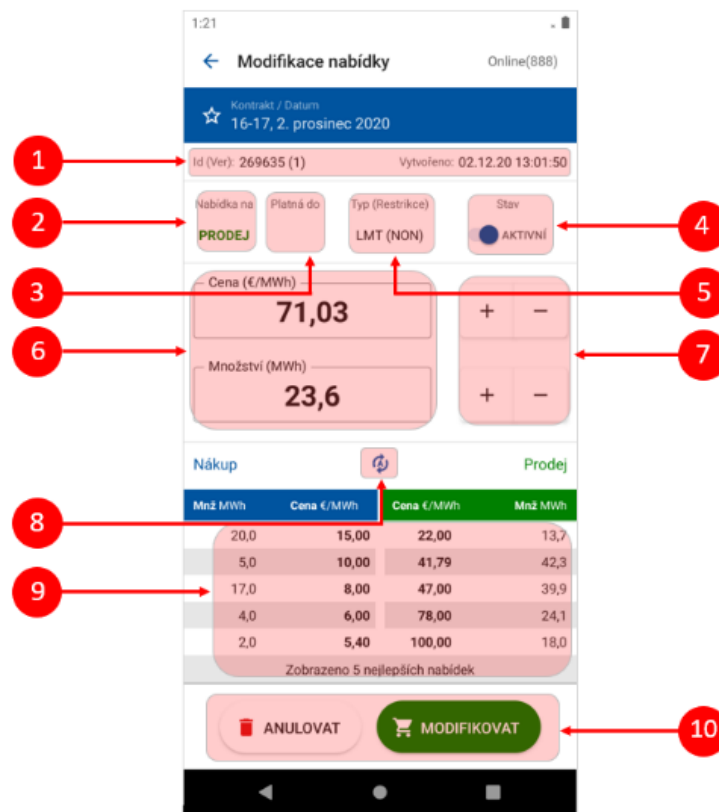 1:21
Modifikace nabídky Online(888)
Kontrakt / Datum
16-17, 2. prosinec 2020
1 Id (Ver): 269635 (1) Vytvořeno: 02.12.20 13:01:50
Nabídka na Platná do Typ (Restrikce) Stav
2 PRODEJ LMT (NON) AKTIVNÍ 4
3 Cena (€/MWh) 5
71,03 + −
6 Množství (MWh) 7
23,6 + −
Nákup Prodej
Mnž MWh Cena €/MWh Cena €/MWh Mnž MWh
8 20,0 15,00 22,00 13,7
5,0 10,00 41,79 42,3
9 17,0 8,00 47,00 39,9
4,0 6,00 78,00 24,1
2,0 5,40 100,00 18,0
Zobrazeno 5 nejlepších nabídek
ANULOVAT MODIFIKOVAT 10